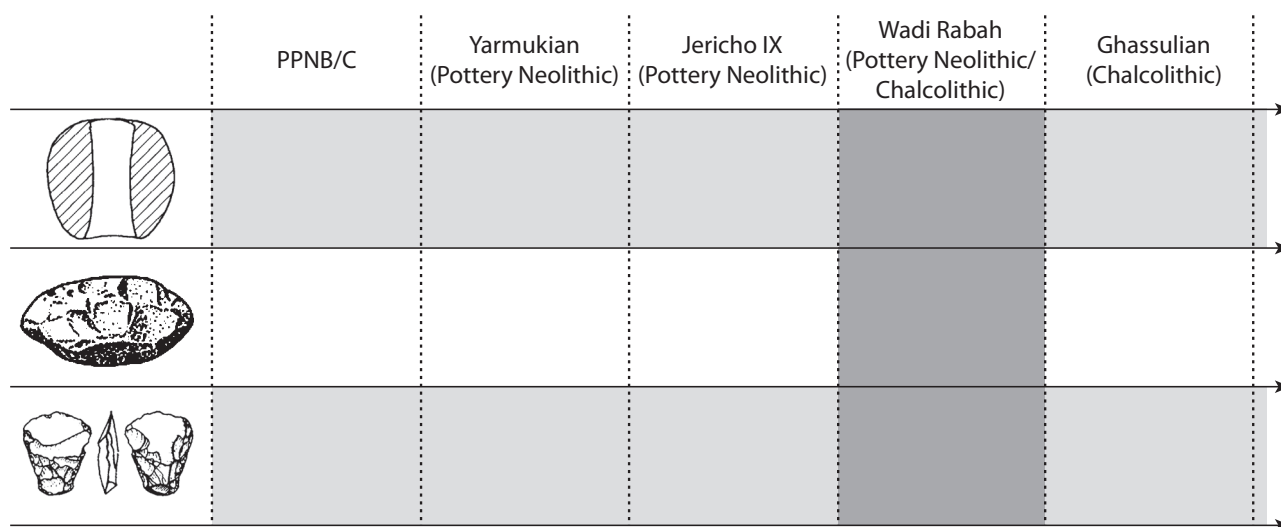 PPNB/C
Yarmukian
(Pottery Neolithic)
Jericho IX
(Pottery Neolithic)
Wadi Rabah
(Pottery Neolithic/
Chalcolithic)
Ghassulian
(Chalcolithic)